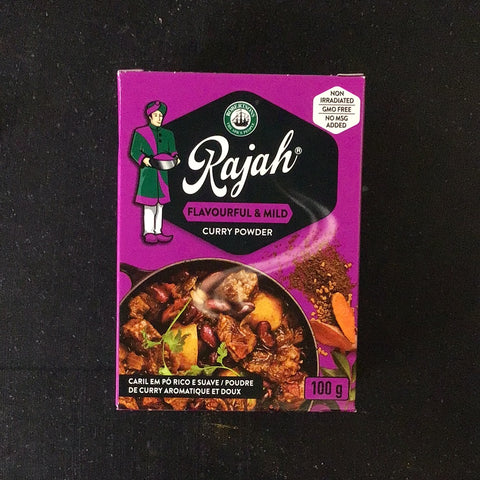 ROBERTSONS
NON
IRRADIATED
GMO FREE
NO MSG
ADDED
Rajah®
FLAVOURFUL & MILD
CURRY POWDER
CARIL EM PÓ RICO E SUAVE / POUDRE
DE CURRY AROMATIQUE ET DOUX
100 g